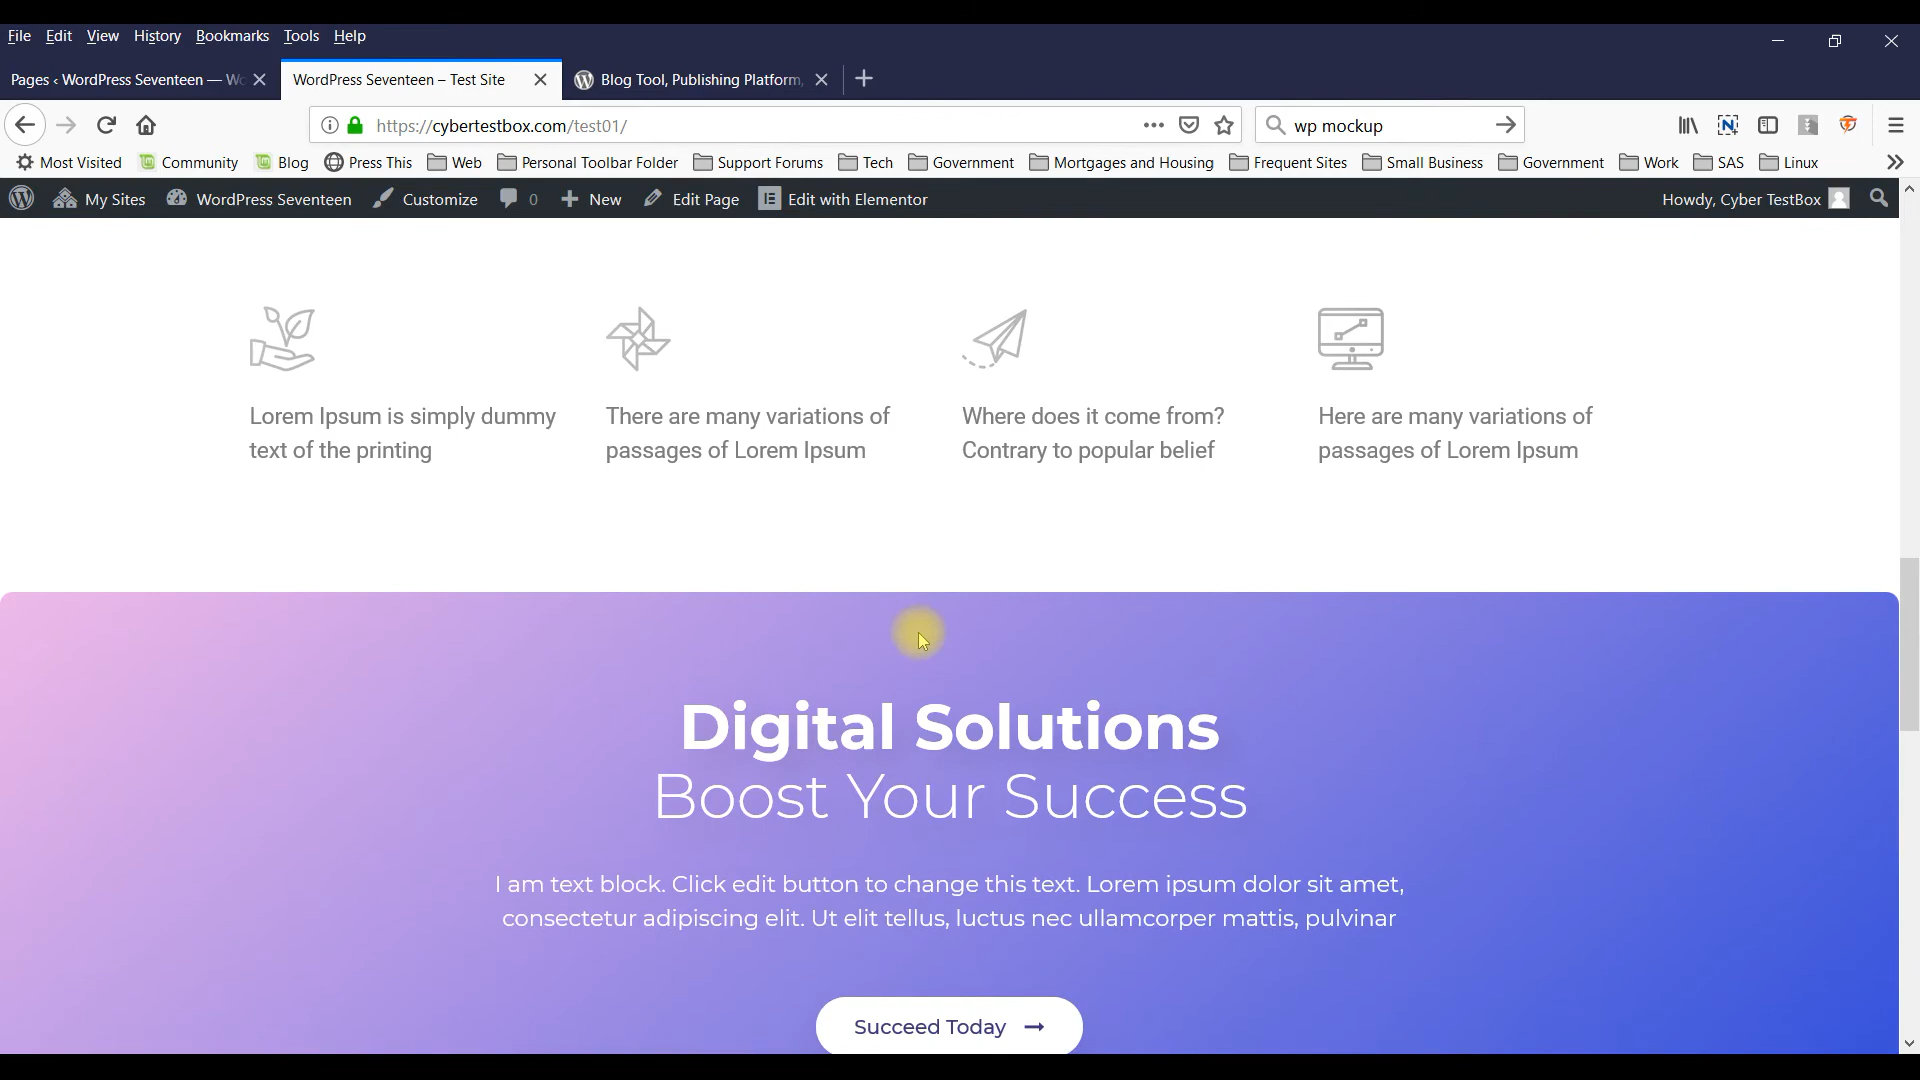 File Edit View History Bookmarks Tools Help
Pages ‹ WordPress Seventeen — Wo
WordPress Seventeen – Test Site
Blog Tool, Publishing Platform,
https://cybertestbox.com/test01/
wp mockup
Most Visited Community Blog Press This Web Personal Toolbar Folder Support Forums Tech Government Mortgages and Housing Frequent Sites Small Business Government Work SAS Linux
My Sites WordPress Seventeen Customize 0 New Edit Page Edit with Elementor Howdy, Cyber TestBox
Lorem Ipsum is simply dummy
text of the printing
There are many variations of
passages of Lorem Ipsum
Where does it come from?
Contrary to popular belief
Here are many variations of
passages of Lorem Ipsum
Digital Solutions
Boost Your Success
I am text block. Click edit button to change this text. Lorem ipsum dolor sit amet,
consectetur adipiscing elit. Ut elit tellus, luctus nec ullamcorper mattis, pulvinar
Succeed Today